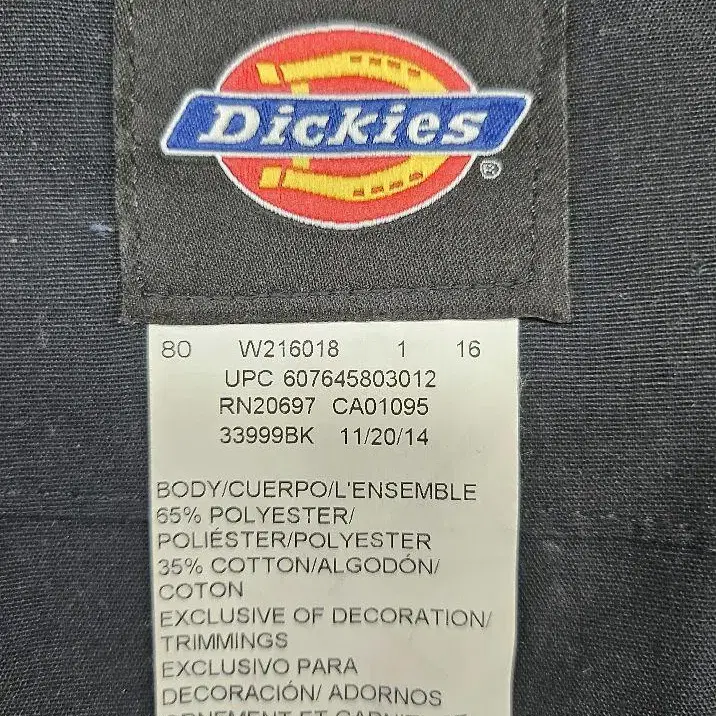 Dickies
®
80 W216018 1 16
UPC 607645803012
RN20697 CA01095
33999BK 11/20/14
BODY/CUERPO/L'ENSEMBLE
65% POLYESTER/
POLIÉSTER/POLYESTER
35% COTTON/ALGODÓN/
COTON
EXCLUSIVE OF DECORATION/
TRIMMINGS
EXCLUSIVO PARA
DECORACIÓN/ ADORNOS